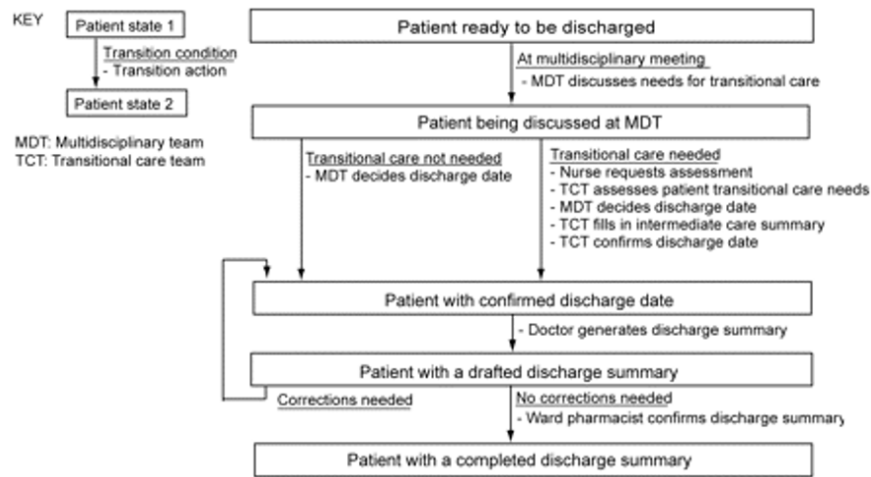 KEY
Patient state 1
Transition condition
- Transition action
Patient state 2
MDT: Multidisciplinary team
TCT: Transitional care team
Patient ready to be discharged
At multidisciplinary meeting
- MDT discusses needs for transitional care
Patient being discussed at MDT
Transitional care not needed
- MDT decides discharge date
Transitional care needed
- Nurse requests assessment
- TCT assesses patient transitional care needs
- MDT decides discharge date
- TCT fills in intermediate care summary
- TCT confirms discharge date
Patient with confirmed discharge date
- Doctor generates discharge summary
Patient with a drafted discharge summary
Corrections needed
No corrections needed
- Ward pharmacist confirms discharge summary
Patient with a completed discharge summary